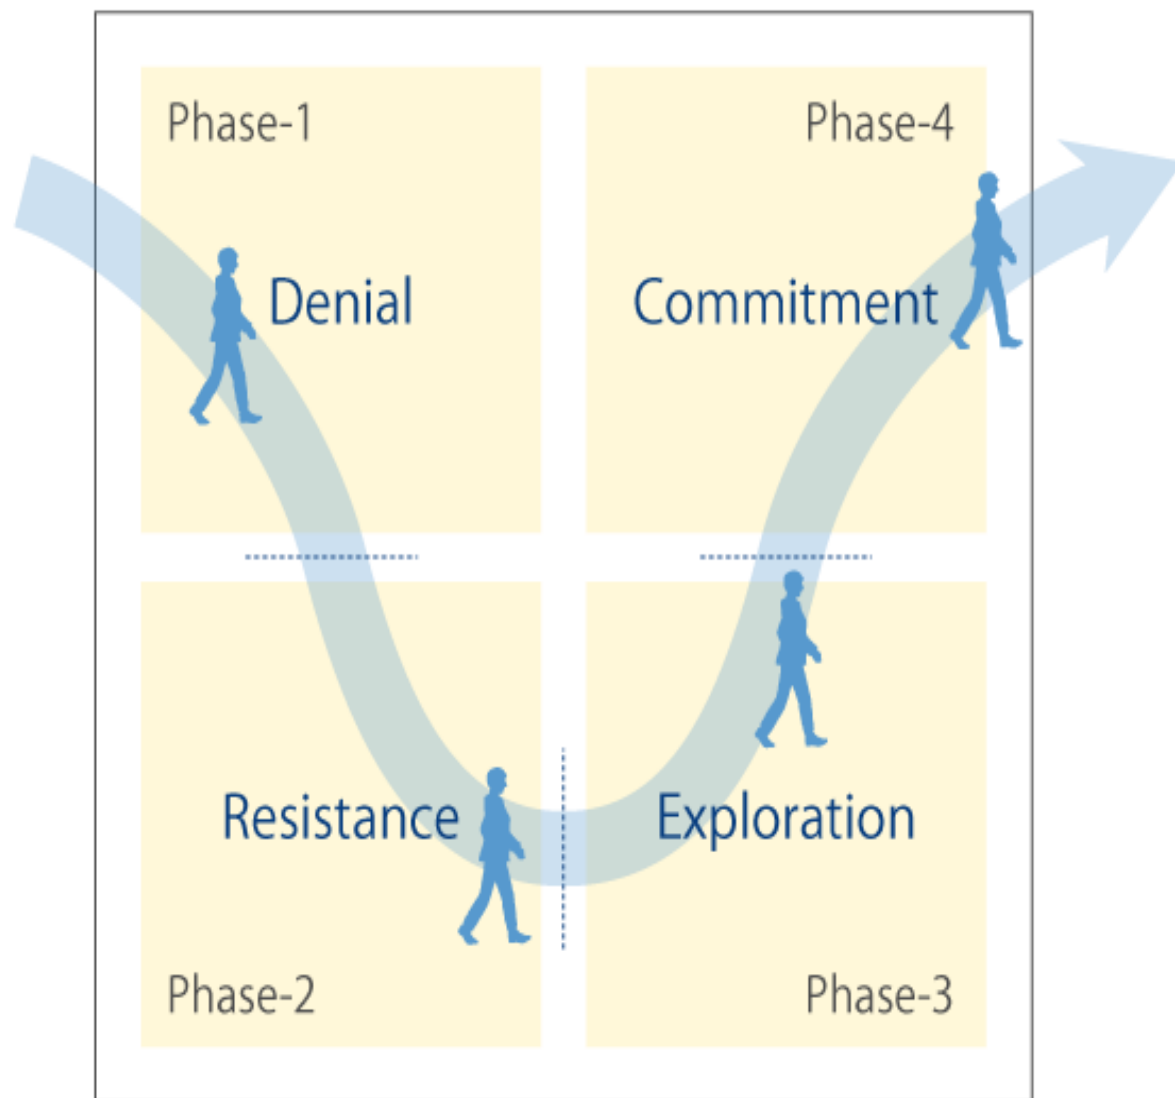 Phase-1
Denial
Resistance
Phase-2
Exploration
Phase-3
Phase-4
Commitment